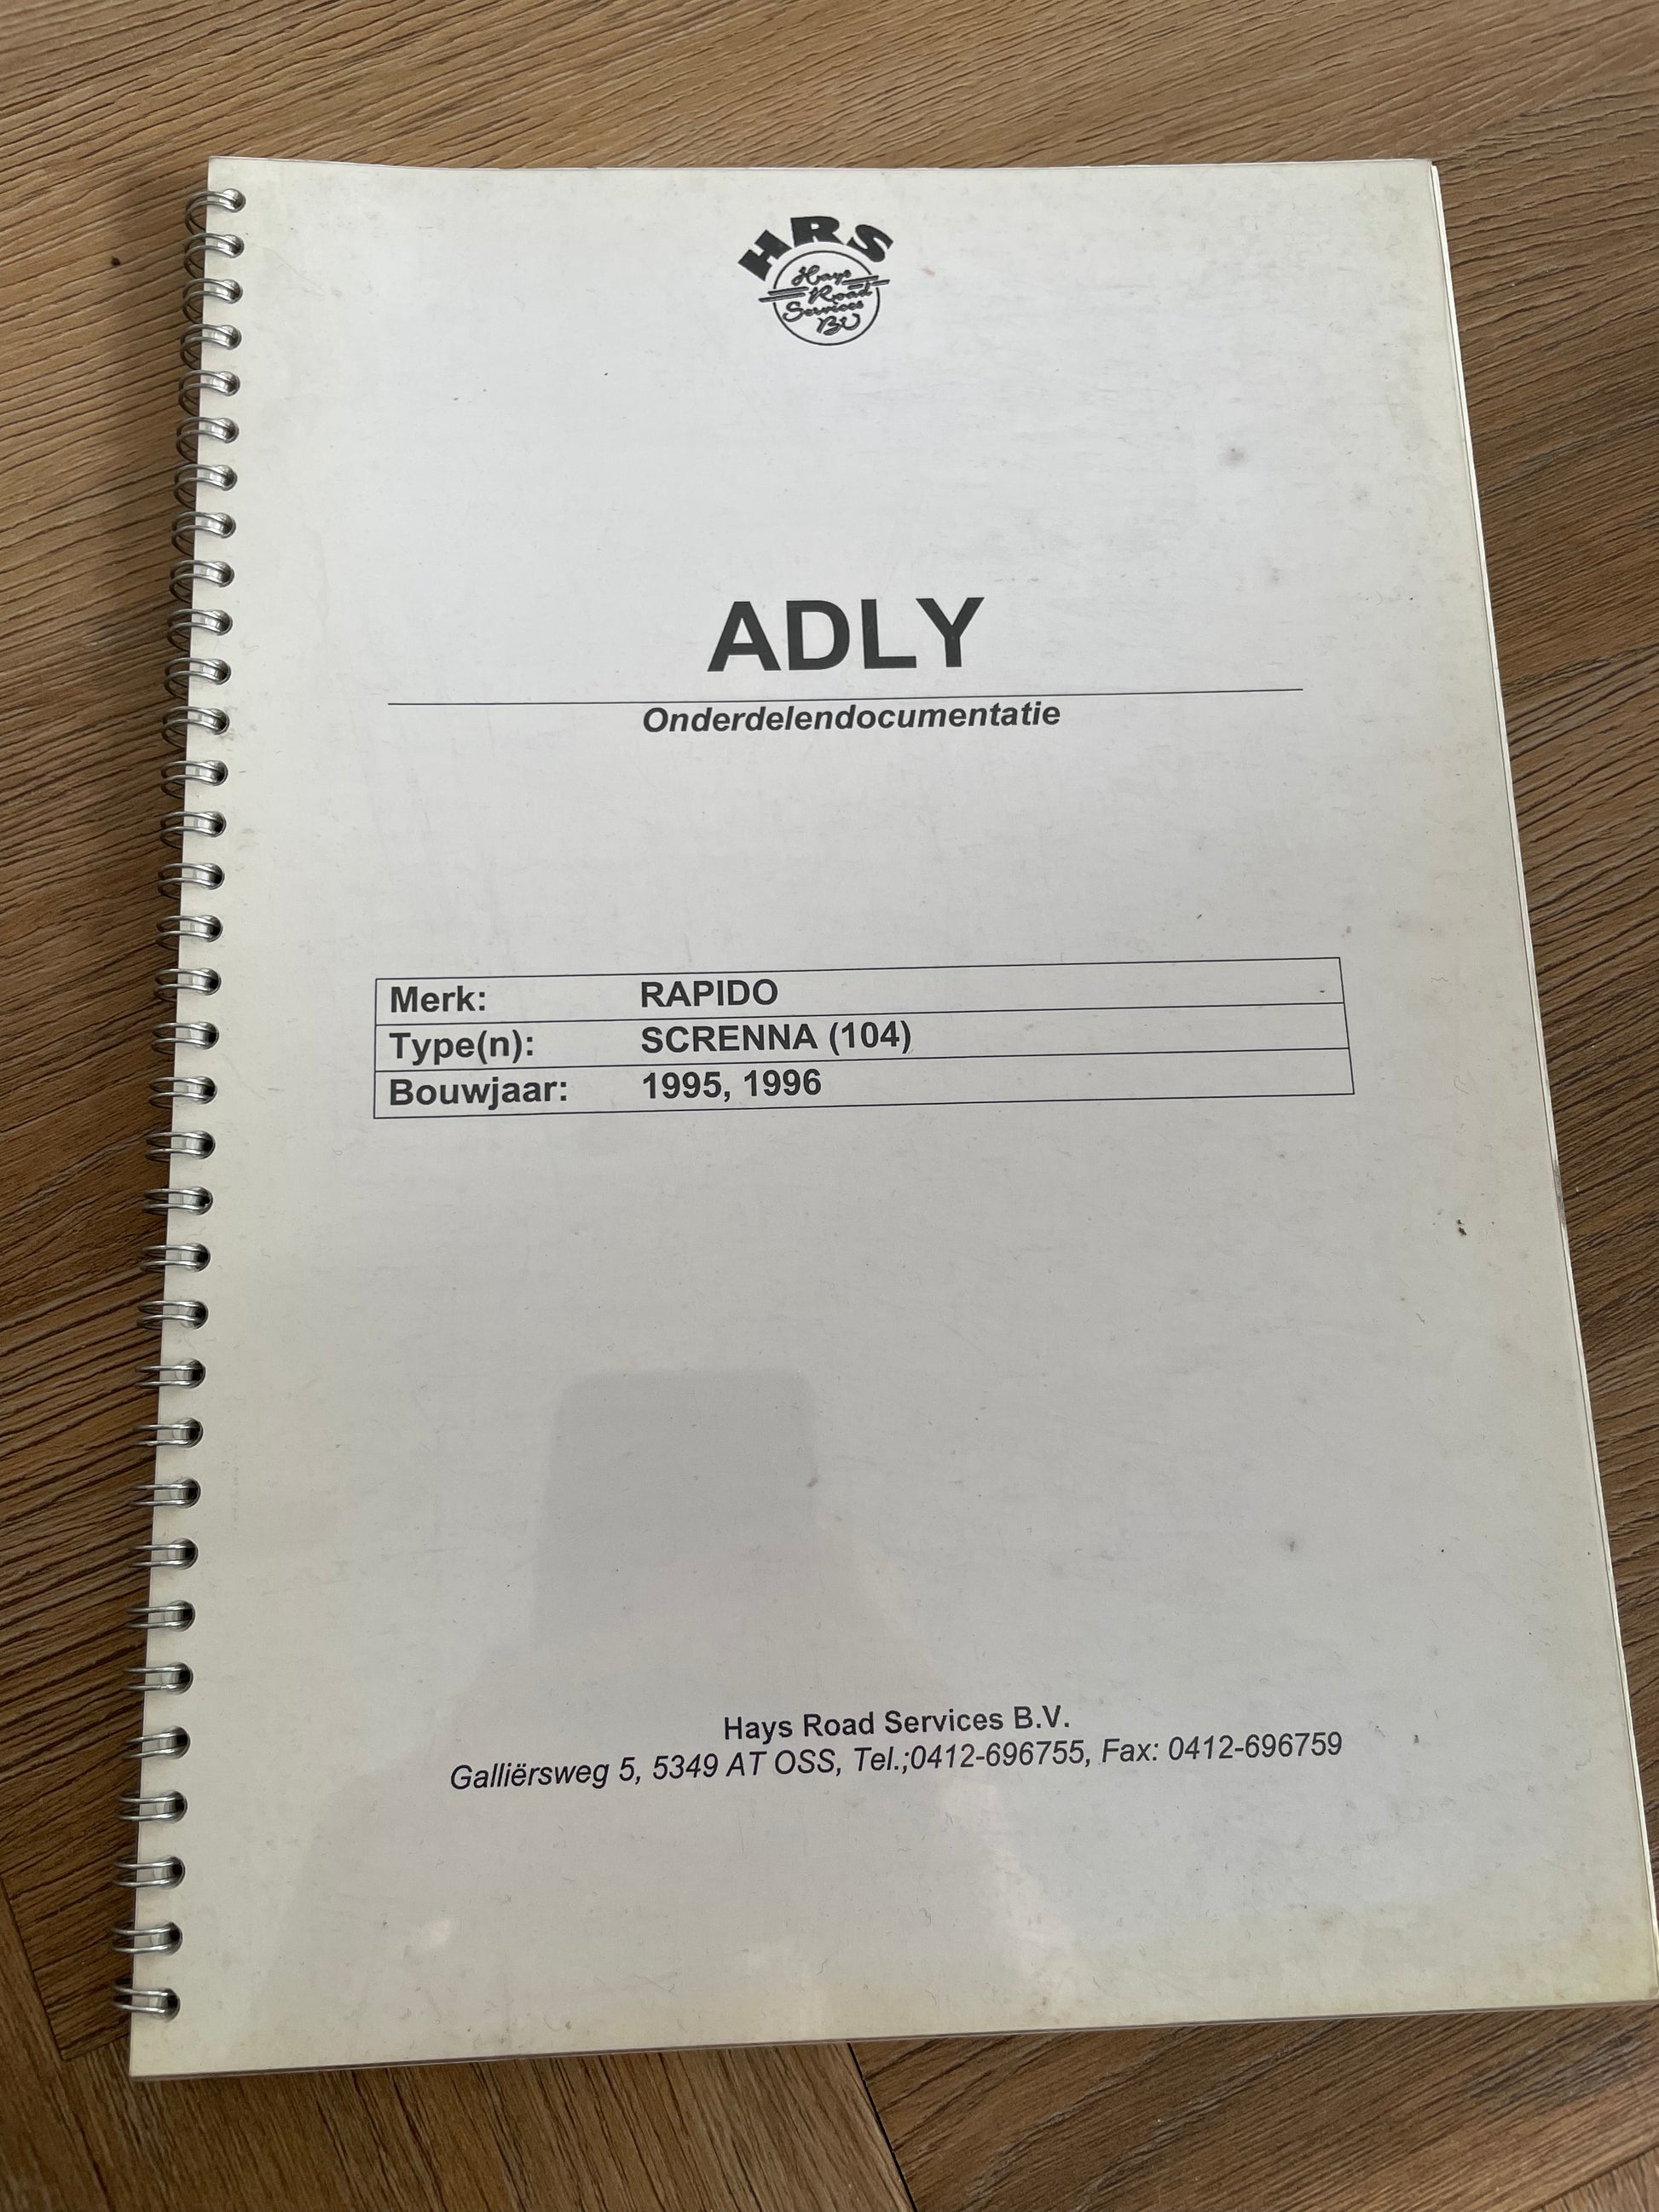 HRS
Hays
Road
Services
BV
ADLY
Onderdelendocumentatie
Merk: RAPIDO
Type(n): SCRENNA (104)
Bouwjaar: 1995, 1996
Hays Road Services B.V.
Galliërsweg 5, 5349 AT OSS, Tel.;0412-696755, Fax: 0412-696759